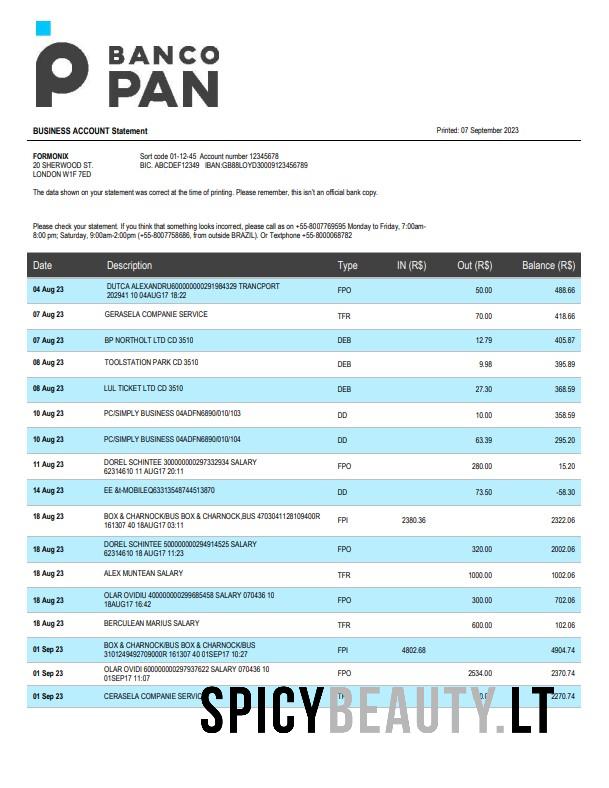 BANCO
PAN
BUSINESS ACCOUNT Statement Printed: 07 September 2023
FORMONIX Sort code 01-12-45 Account number 12345678
20 SHERWOOD ST. BIC. ABCDEF12349 IBAN:GB88LOYD30009123456789
LONDON W1F 7ED
The data shown on your statement was correct at the time of printing. Please remember, this isn't an official bank copy.
Please check your statement. If you think that something looks incorrect, please call as on +55-8007769595 Monday to Friday, 7:00am-
8:00 pm; Saturday, 9:00am-2:00pm (+55-8007758686, from outside BRAZIL). Or Textphone +55-8000068782
Date Description Type IN (R$) Out (R$) Balance (R$)
04 Aug 23 DUTCA ALEXANDRU600000000291984329 TRANCPORT FPO 50.00 488.66
202941 10 04AUG17 18:22
07 Aug 23 GERASELA COMPANIE SERVICE TFR 70.00 418.66
07 Aug 23 BP NORTHOLT LTD CD 3510 DEB 12.79 405.87
08 Aug 23 TOOLSTATION PARK CD 3510 DEB 9.98 395.89
08 Aug 23 LUL TICKET LTD CD 3510 DEB 27.30 368.59
10 Aug 23 PC/SIMPLY BUSINESS 04ADFN6890/010/103 DD 10.00 358.59
10 Aug 23 PC/SIMPLY BUSINESS 04ADFN6890/010/104 DD 63.39 295.20
11 Aug 23 DOREL SCHINTEE 300000000297332934 SALARY FPO 280.00 15.20
62314610 11 AUG17 20:11
14 Aug 23 EE &t-MOBILEQ63313548744513870 DD 73.50 -58.30
18 Aug 23 BOX & CHARNOCK/BUS BOX & CHARNOCK,BUS 4703041128109400R FPI 2380.36 2322.06
161307 40 18AUG17 03:11
18 Aug 23 DOREL SCHINTEE 500000000294914525 SALARY FPO 320.00 2002.06
62314610 18 AUG17 11:23
18 Aug 23 ALEX MUNTEAN SALARY TFR 1000.00 1002.06
18 Aug 23 OLAR OVIDIU 400000000299685458 SALARY 070436 10 FPO 300.00 702.06
18AUG17 16:42
18 Aug 23 BERCULEAN MARIUS SALARY TFR 600.00 102.06
01 Sep 23 BOX & CHARNOCK/BUS BOX & CHARNOCK/BUS FPI 4802.68 4904.74
3101249492709000R 161307 40 01SEP17 10:27
01 Sep 23 OLAR OVIDI 600000000297937622 SALARY 070436 10 FPO 2534.00 2370.74
01SEP17 11:07
01 Sep 23 CERASELA COMPANIE 2270.74
SPICYBEAUTY.LT